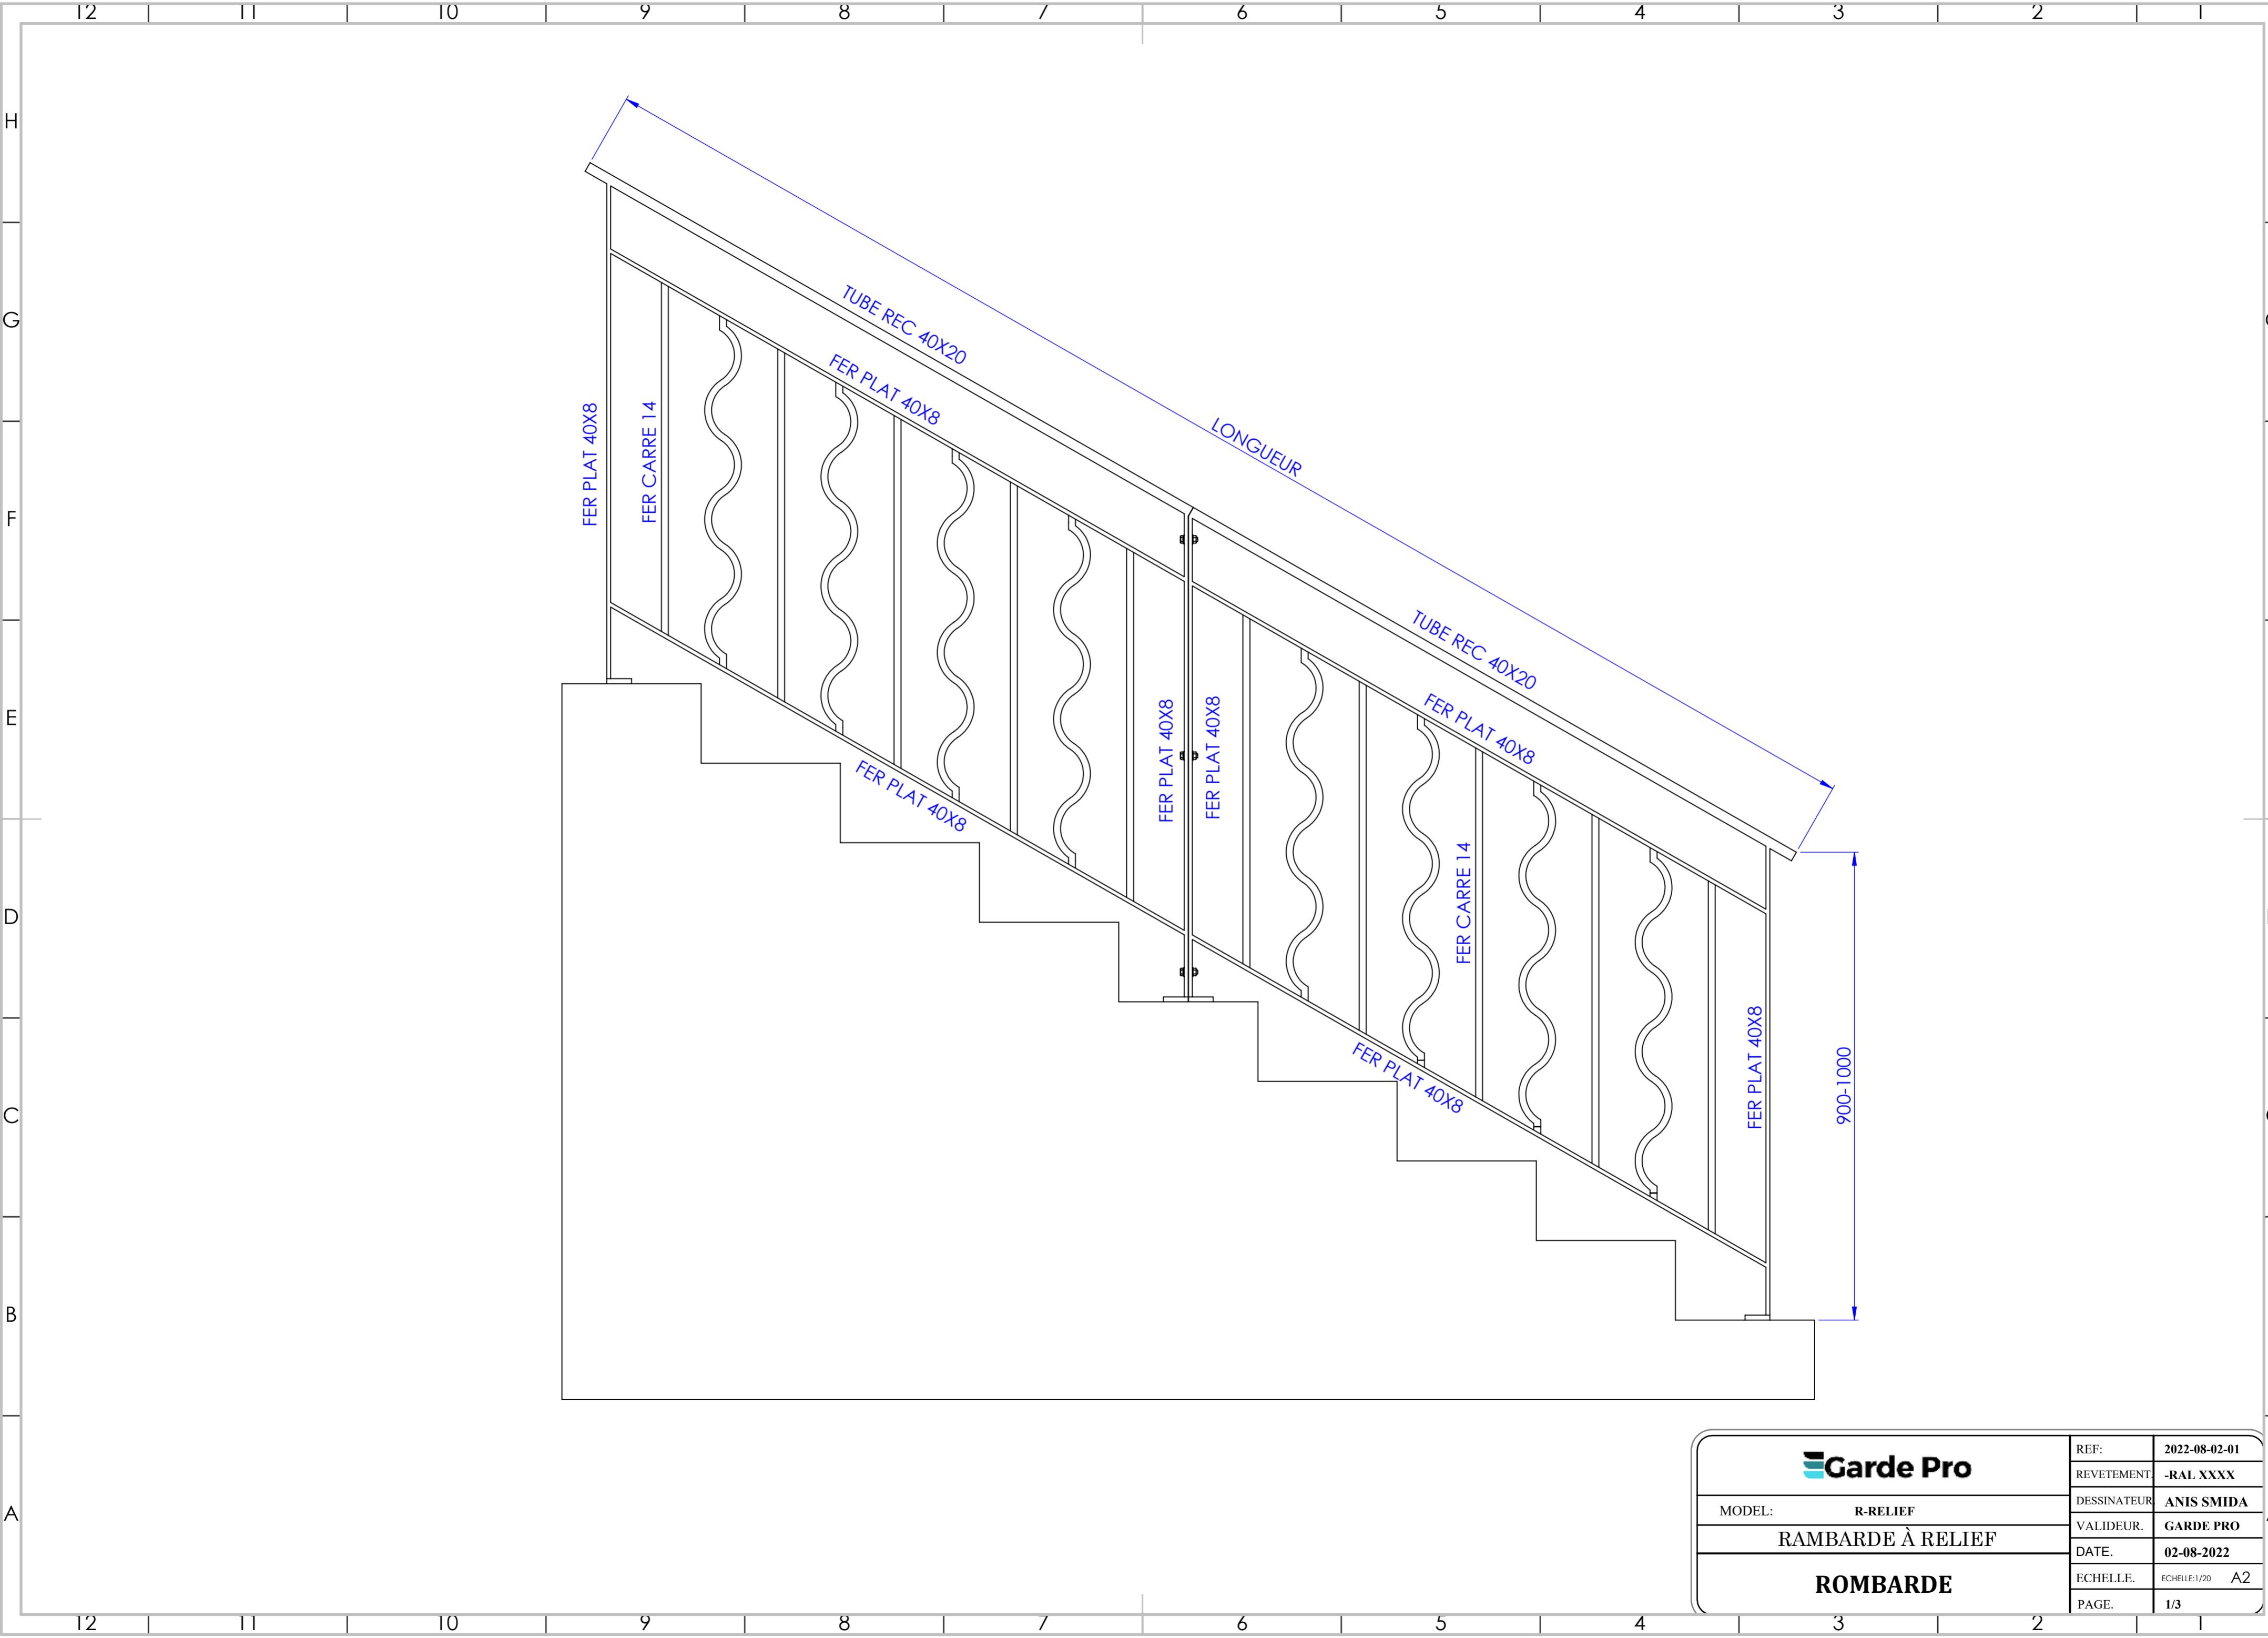 12 11 10 9 8 7 6 5 4 3 2 1
H
G
F
E
D
C
B
A
TUBE REC 40X20
FER PLAT 40X8
FER PLAT 40X8
FER CARRE 14
LONGUEUR
TUBE REC 40X20
FER PLAT 40X8
FER PLAT 40X8
FER PLAT 40X8
FER PLAT 40X8
FER CARRE 14
FER PLAT 40X8
FER PLAT 40X8
900-1000
Garde Pro
MODEL: R-RELIEF
RAMBARDE À RELIEF
ROMBARDE
REF: 2022-08-02-01
REVETEMENT. -RAL XXXX
DESSINATEUR ANIS SMIDA
VALIDEUR. GARDE PRO
DATE. 02-08-2022
ECHELLE. ECHELLE:1/20 A2
PAGE. 1/3
12 11 10 9 8 7 6 5 4 3 2 1